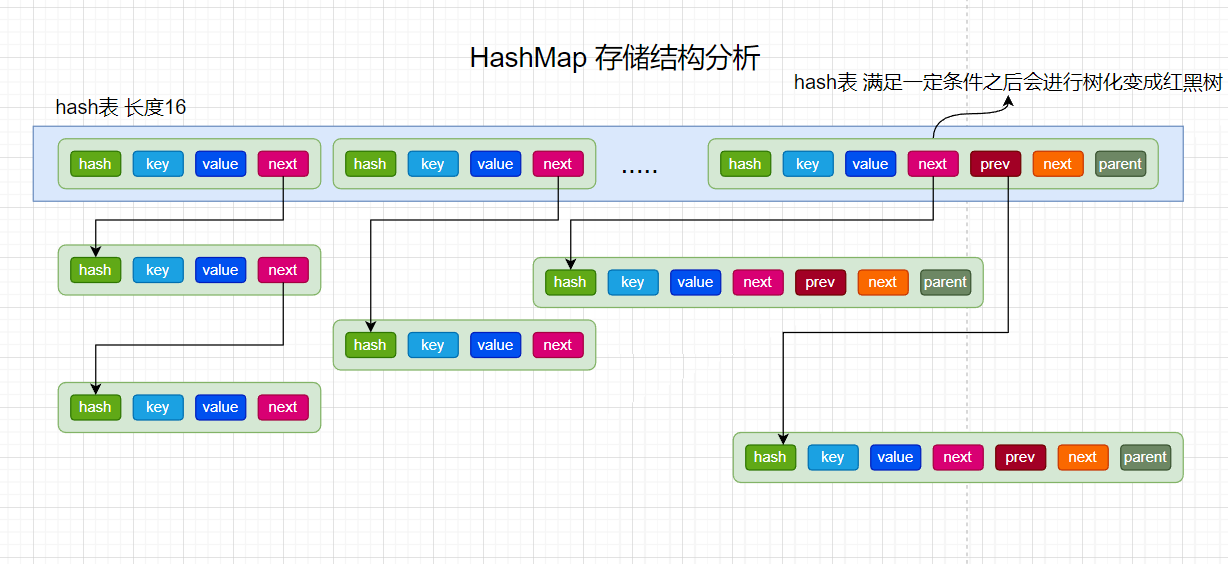 HashMap 存储结构分析
hash表 满足一定条件之后会进行树化变成红黑树
hash表 长度16
hash key value next hash key value next ..... hash key value next prev next parent
hash key value next
hash key value next prev next parent
hash key value next
hash key value next
hash key value next prev next parent